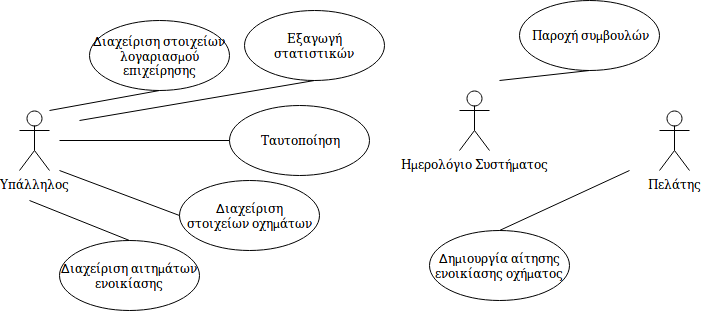 Διαχείριση στοιχείων
λογαριασμού
επιχείρησης
Εξαγωγή
στατιστικών
Παροχή συμβουλών
Ταυτοποίηση
Υπάλληλος
Ημερολόγιο Συστήματος
Πελάτης
Διαχείριση
στοιχείων οχημάτων
Διαχείριση αιτημάτων
ενοικίασης
Δημιουργία αίτησης
ενοικίασης οχήματος